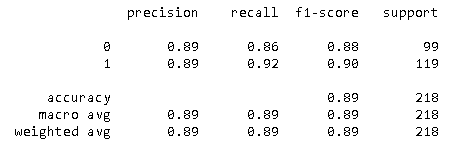 precision recall f1-score support
0 0.89 0.86 0.88 99
1 0.89 0.92 0.90 119
accuracy 0.89 218
macro avg 0.89 0.89 0.89 218
weighted avg 0.89 0.89 0.89 218